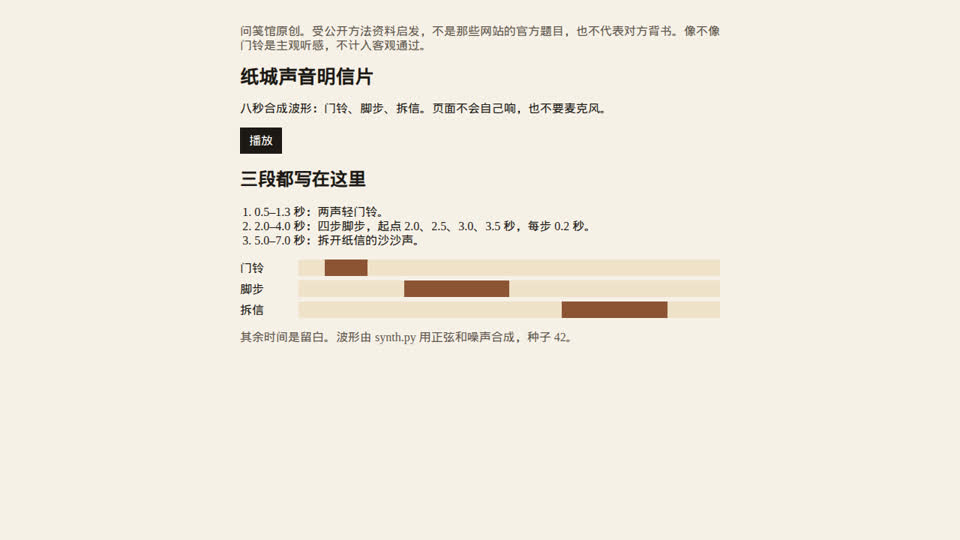 问笺馆原创。受公开方法资料启发，不是那些网站的官方题目，也不代表对方背书。像不像
门铃是主观听感，不计入客观通过。
纸城声音明信片
八秒合成波形：门铃、脚步、拆信。页面不会自己响，也不要麦克风。
播放
三段都写在这里
1. 0.5–1.3 秒：两声轻门铃。
2. 2.0–4.0 秒：四步脚步，起点 2.0、2.5、3.0、3.5 秒，每步 0.2 秒。
3. 5.0–7.0 秒：拆开纸信的沙沙声。
门铃
脚步
拆信
其余时间是留白。波形由 synth.py 用正弦和噪声合成，种子 42。